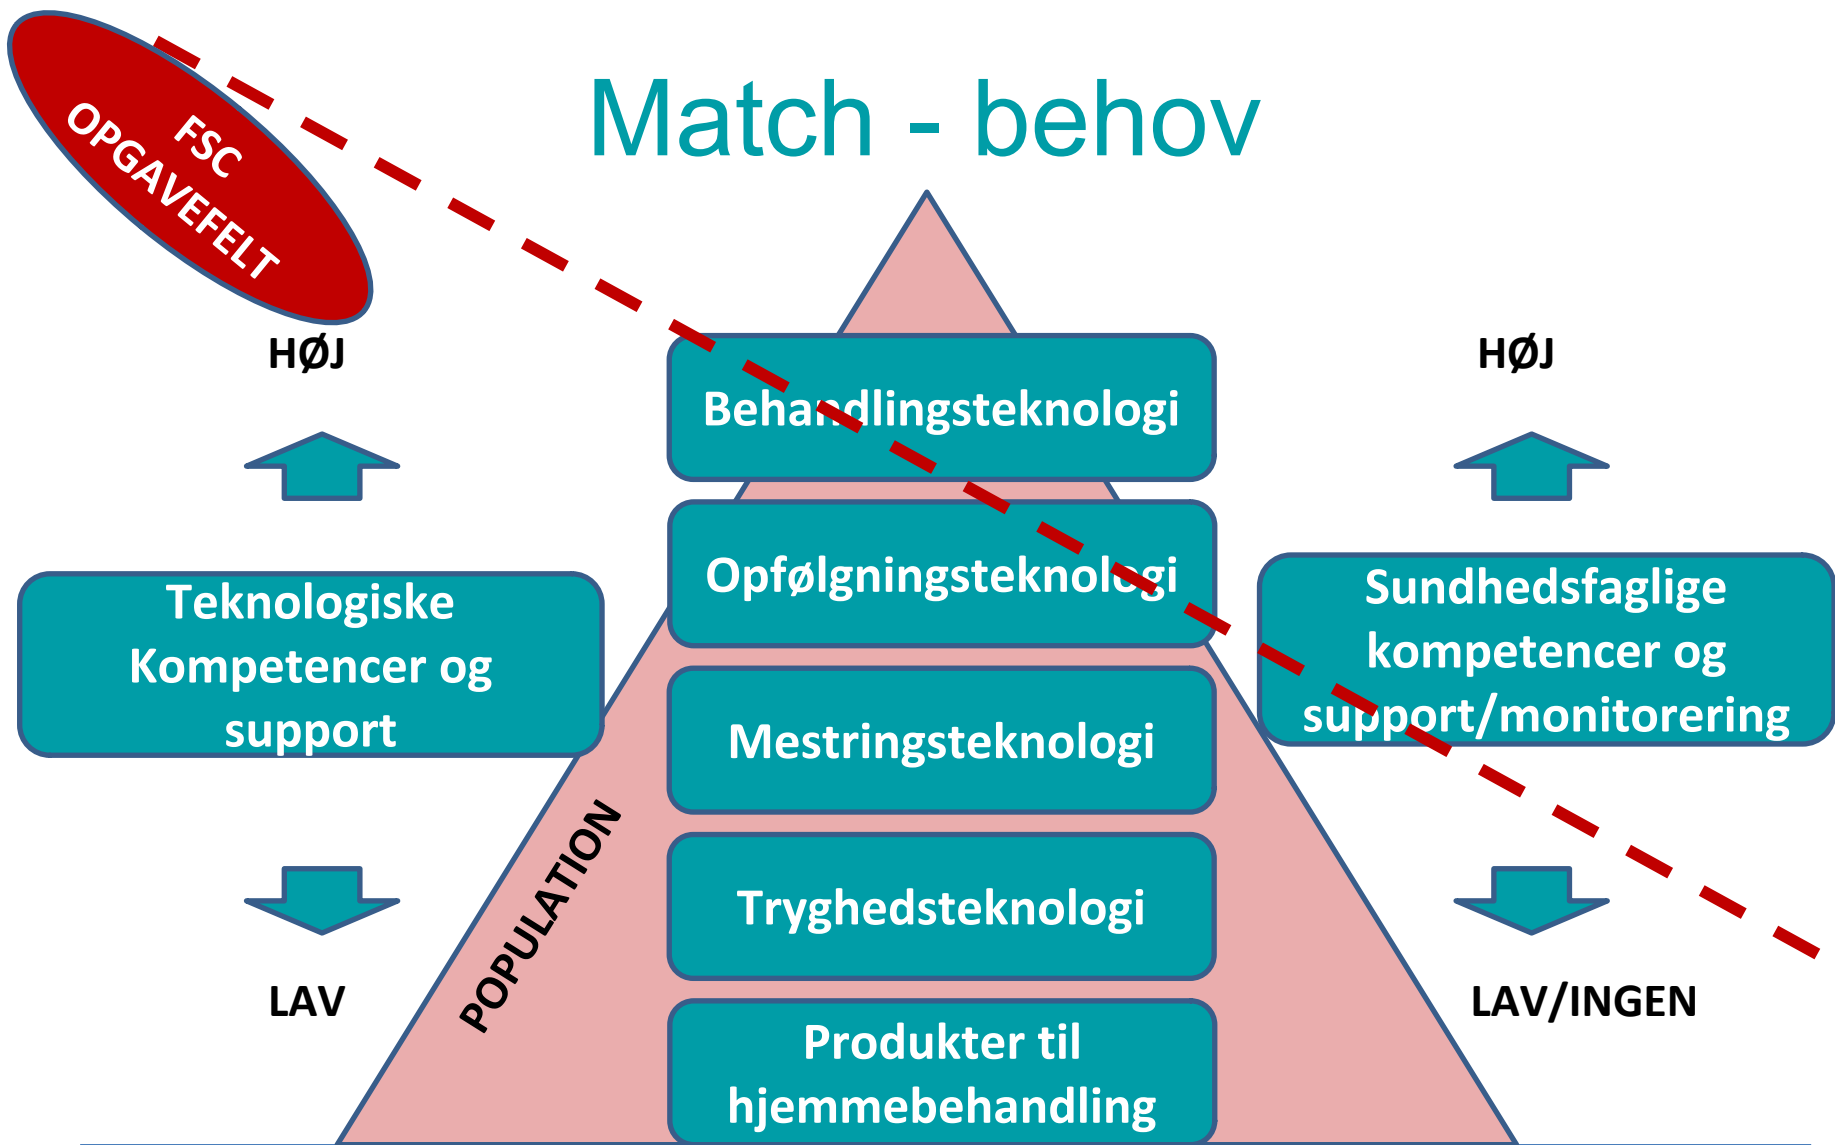 FSC
OPGAVEFELT
Match - behov
HØJ
HØJ
Behandlingsteknologi
Opfølgningsteknologi
Teknologiske
Kompetencer og
support
Sundhedsfaglige
kompetencer og
support/monitorering
Mestringsteknologi
POPULATION
Tryghedsteknologi
LAV
LAV/INGEN
Produkter til
hjemmebehandling